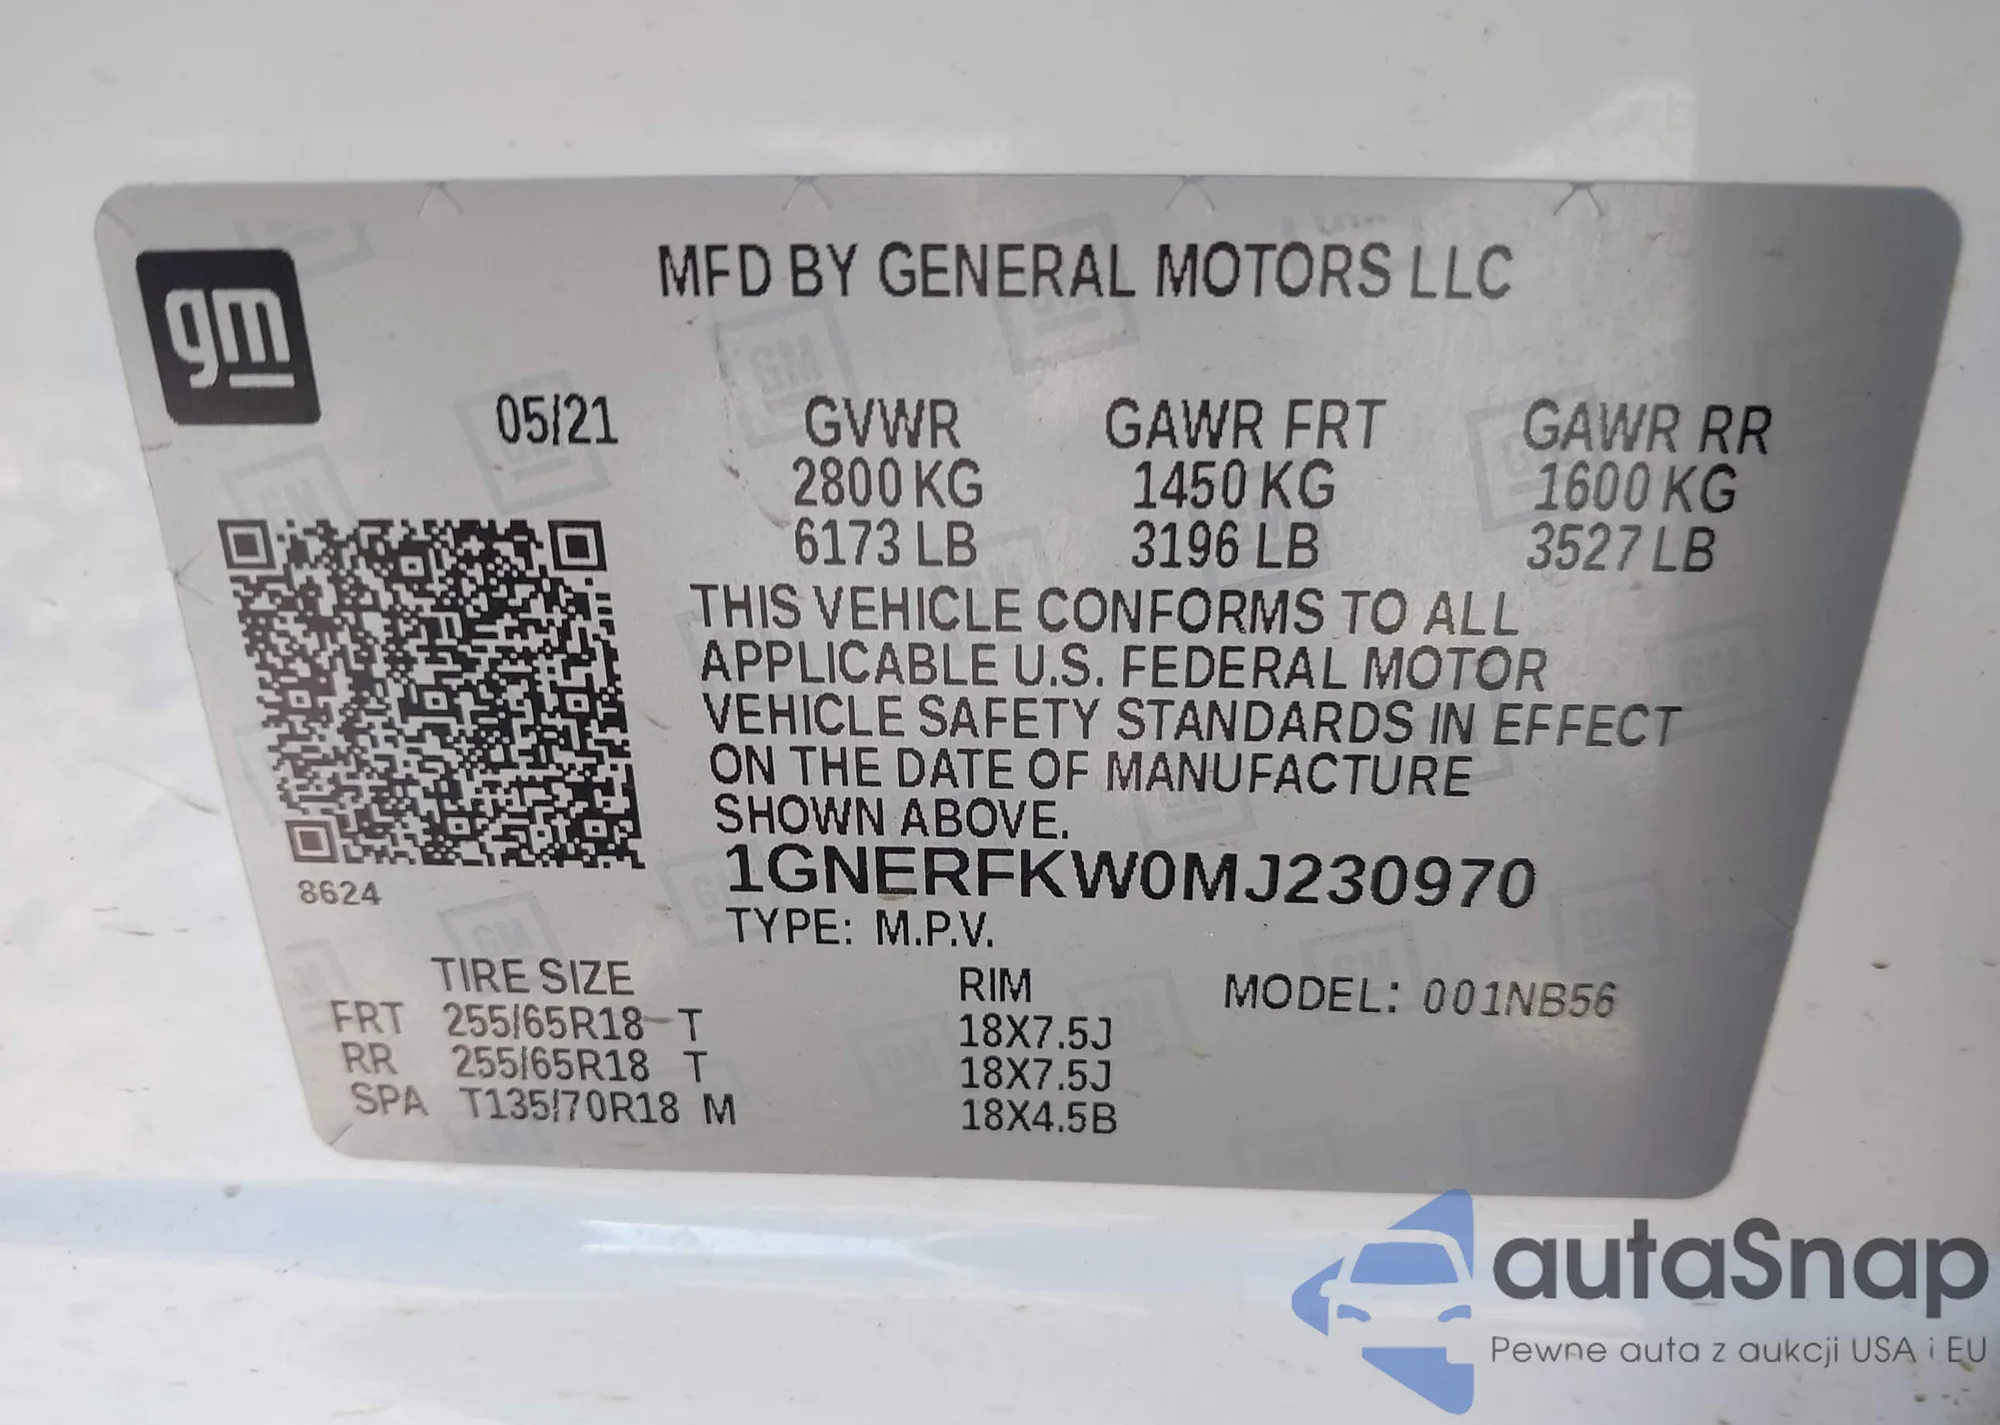 gm
MFD BY GENERAL MOTORS LLC
05/21 GVWR GAWR FRT GAWR RR
2800 KG 1450 KG 1600 KG
6173 LB 3196 LB 3527 LB
THIS VEHICLE CONFORMS TO ALL
APPLICABLE U.S. FEDERAL MOTOR
VEHICLE SAFETY STANDARDS IN EFFECT
ON THE DATE OF MANUFACTURE
SHOWN ABOVE.
8624
1GNERFKW0MJ230970
TYPE: M.P.V.
TIRE SIZE RIM MODEL: 001NB56
FRT 255/65R18 T 18X7.5J
RR 255/65R18 T 18X7.5J
SPA T135/70R18 M 18X4.5B
autaSnap
Pewne auta z aukcji USA i EU